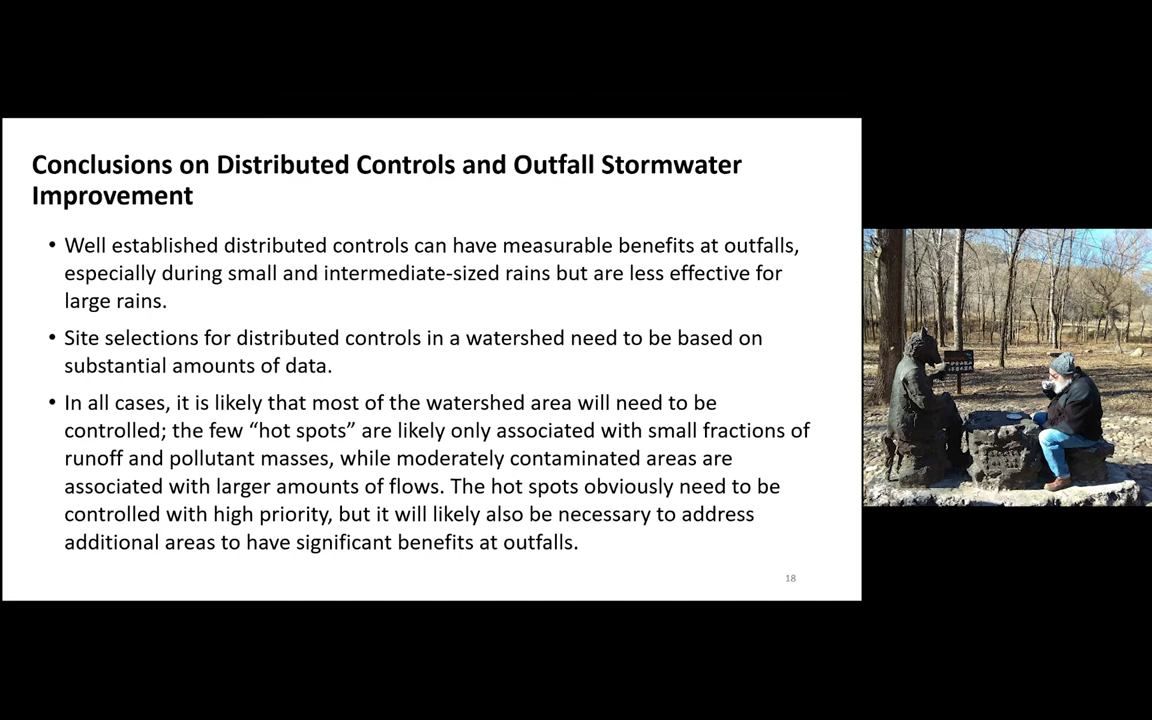 Conclusions on Distributed Controls and Outfall Stormwater
Improvement
• Well established distributed controls can have measurable benefits at outfalls,
especially during small and intermediate-sized rains but are less effective for
large rains.
• Site selections for distributed controls in a watershed need to be based on
substantial amounts of data.
• In all cases, it is likely that most of the watershed area will need to be
controlled; the few “hot spots” are likely only associated with small fractions of
runoff and pollutant masses, while moderately contaminated areas are
associated with larger amounts of flows. The hot spots obviously need to be
controlled with high priority, but it will likely also be necessary to address
additional areas to have significant benefits at outfalls.
18